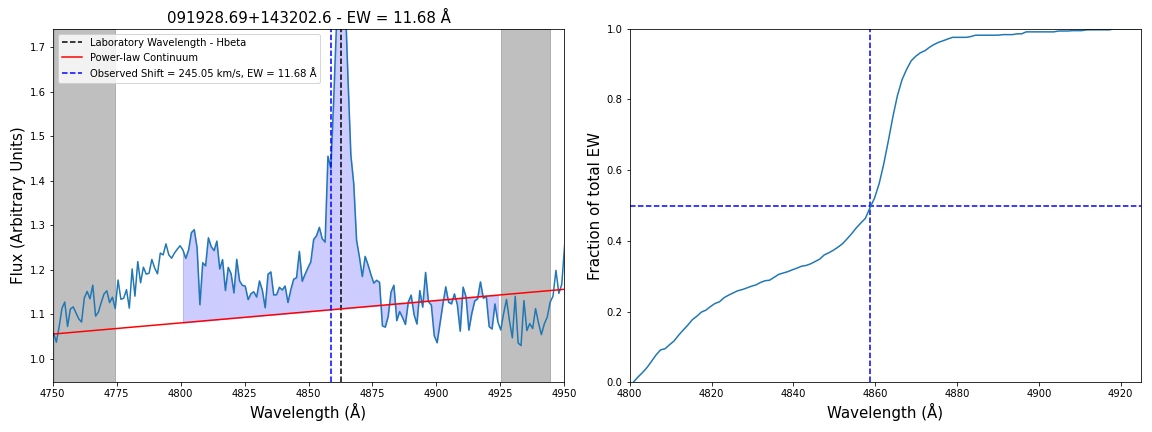 091928.69+143202.6 - EW = 11.68 Å
Laboratory Wavelength - Hbeta
Power-law Continuum
Observed Shift = 245.05 km/s, EW = 11.68 Å
Flux (Arbitrary Units)
1.7
1.6
1.5
1.4
1.3
1.2
1.1
1.0
4750 4775 4800 4825 4850 4875 4900 4925 4950
Wavelength (Å)
Fraction of total EW
1.0
0.8
0.6
0.4
0.2
0.0
4800 4820 4840 4860 4880 4900 4920
Wavelength (Å)